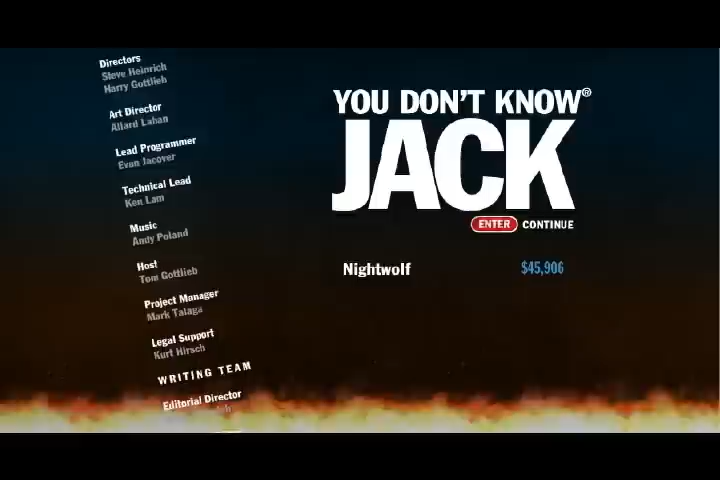 Directors
Steve Heinrich
Harry Gottlieb
Art Director
Allard Laban
Lead Programmer
Evan Jacover
Technical Lead
Ken Lam
Music
Andy Poland
Host
Tom Gottlieb
Project Manager
Mark Talaga
Legal Support
Kurt Hirsch
WRITING TEAM
Editorial Director
YOU DON'T KNOW®
JACK
ENTER CONTINUE
Nightwolf $45,906